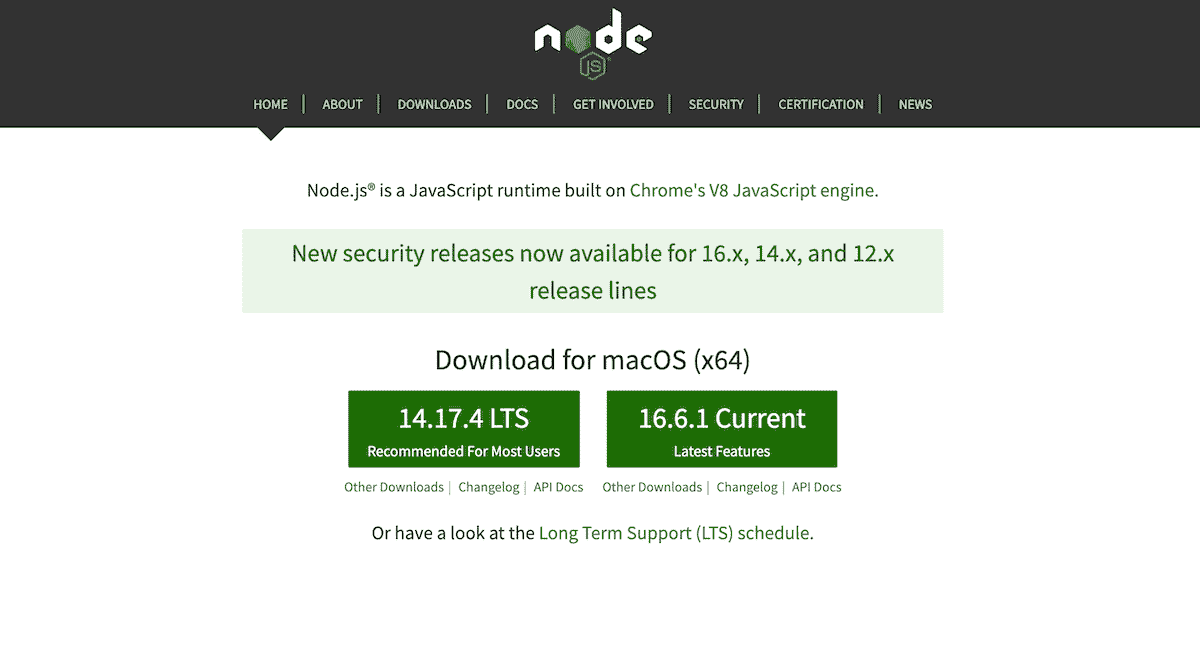 node
JS
HOME | ABOUT | DOWNLOADS | DOCS | GET INVOLVED | SECURITY | CERTIFICATION | NEWS
Node.js® is a JavaScript runtime built on Chrome's V8 JavaScript engine.
New security releases now available for 16.x, 14.x, and 12.x
release lines
Download for macOS (x64)
14.17.4 LTS 16.6.1 Current
Recommended For Most Users Latest Features
Other Downloads | Changelog | API Docs Other Downloads | Changelog | API Docs
Or have a look at the Long Term Support (LTS) schedule.